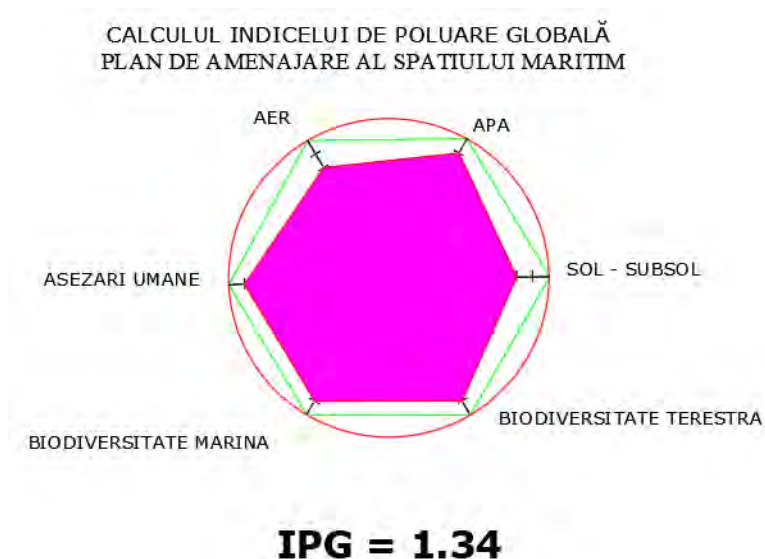 CALCULUL INDICELUI DE POLUARE GLOBALĂ
PLAN DE AMENAJARE AL SPATIULUI MARITIM
AER
APA
ASEZARI UMANE
SOL - SUBSOL
BIODIVERSITATE MARINA
BIODIVERSITATE TERESTRA
IPG = 1.34